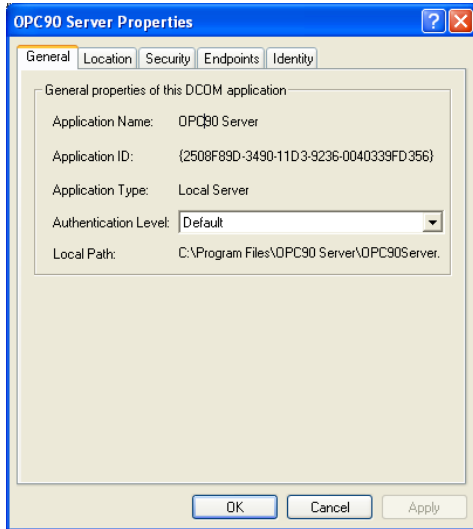 OPC90 Server Properties
General Location Security Endpoints Identity
General properties of this DCOM application
Application Name: OPC90 Server
Application ID: {2508F89D-3490-11D3-9236-0040339FD356}
Application Type: Local Server
Authentication Level: Default
Local Path: C:\Program Files\OPC90 Server\OPC90Server.
OK Cancel Apply